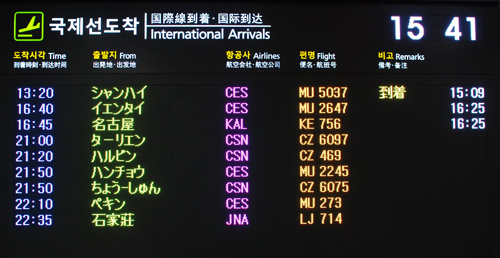 국제선도착 国際線到着·国际到达 15 41
International Arrivals
도착시각 Time 출발지 From 항공사 Airlines 편명 Flight 비고 Remarks
到着時刻·到达时间 出発地·出发地 航空会社·航空公司 便名·航班号 備考·备注
13:20 シャンハイ CES MU 5037 到着 15:09
16:40 イエンタイ CES MU 2647 16:25
16:45 名古屋 KAL KE 756 16:25
21:00 ターリエン CSN CZ 6097
21:20 ハルビン CSN CZ 469
21:50 ハンチョウ CES MU 2245
21:50 ちょうーしゅん CSN CZ 6075
22:10 ペキン CES MU 273
22:35 石家荘 JNA LJ 714